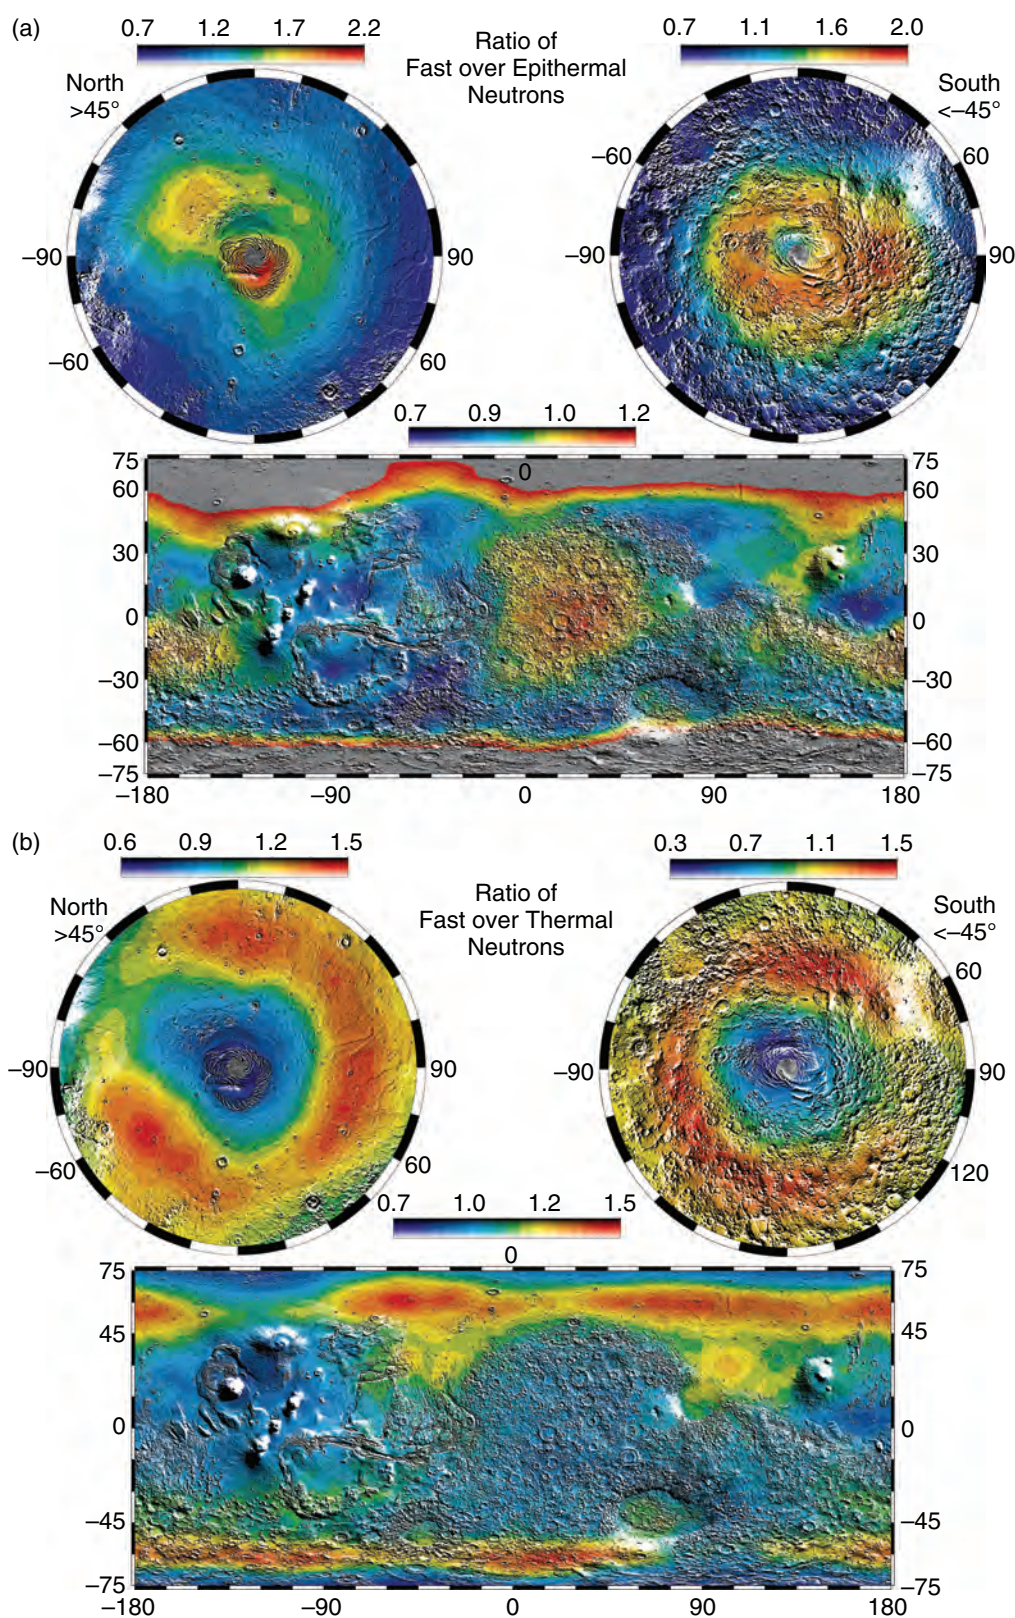 (a)
0.7 1.2 1.7 2.2
Ratio of
Fast over Epithermal
Neutrons
0.7 1.1 1.6 2.0
North
>45°
South
<–45°
–60
60
–90
90
–90
90
–60
60
0.7 0.9 1.0 1.2
75
0
75
60
60
30
30
0
0
–30
–30
–60
–60
–75
–75
–180 –90 0 90 180
(b)
0.6 0.9 1.2 1.5
Ratio of
Fast over Thermal
Neutrons
0.3 0.7 1.1 1.5
North
>45°
South
<–45°
60
–90
90
–90
90
–60
60
120
0.7 1.0 1.2 1.5
0
75
75
45
45
0
0
–45
–45
–75
–75
–180 –90 0 90 180